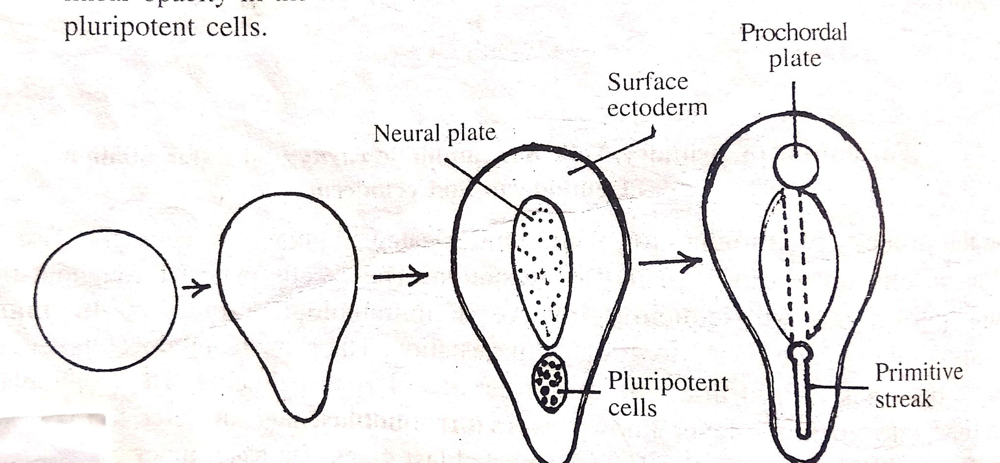 pluripotent cells.
Prochordal
plate
Surface
ectoderm
Neural plate
Pluripotent
cells
Primitive
streak